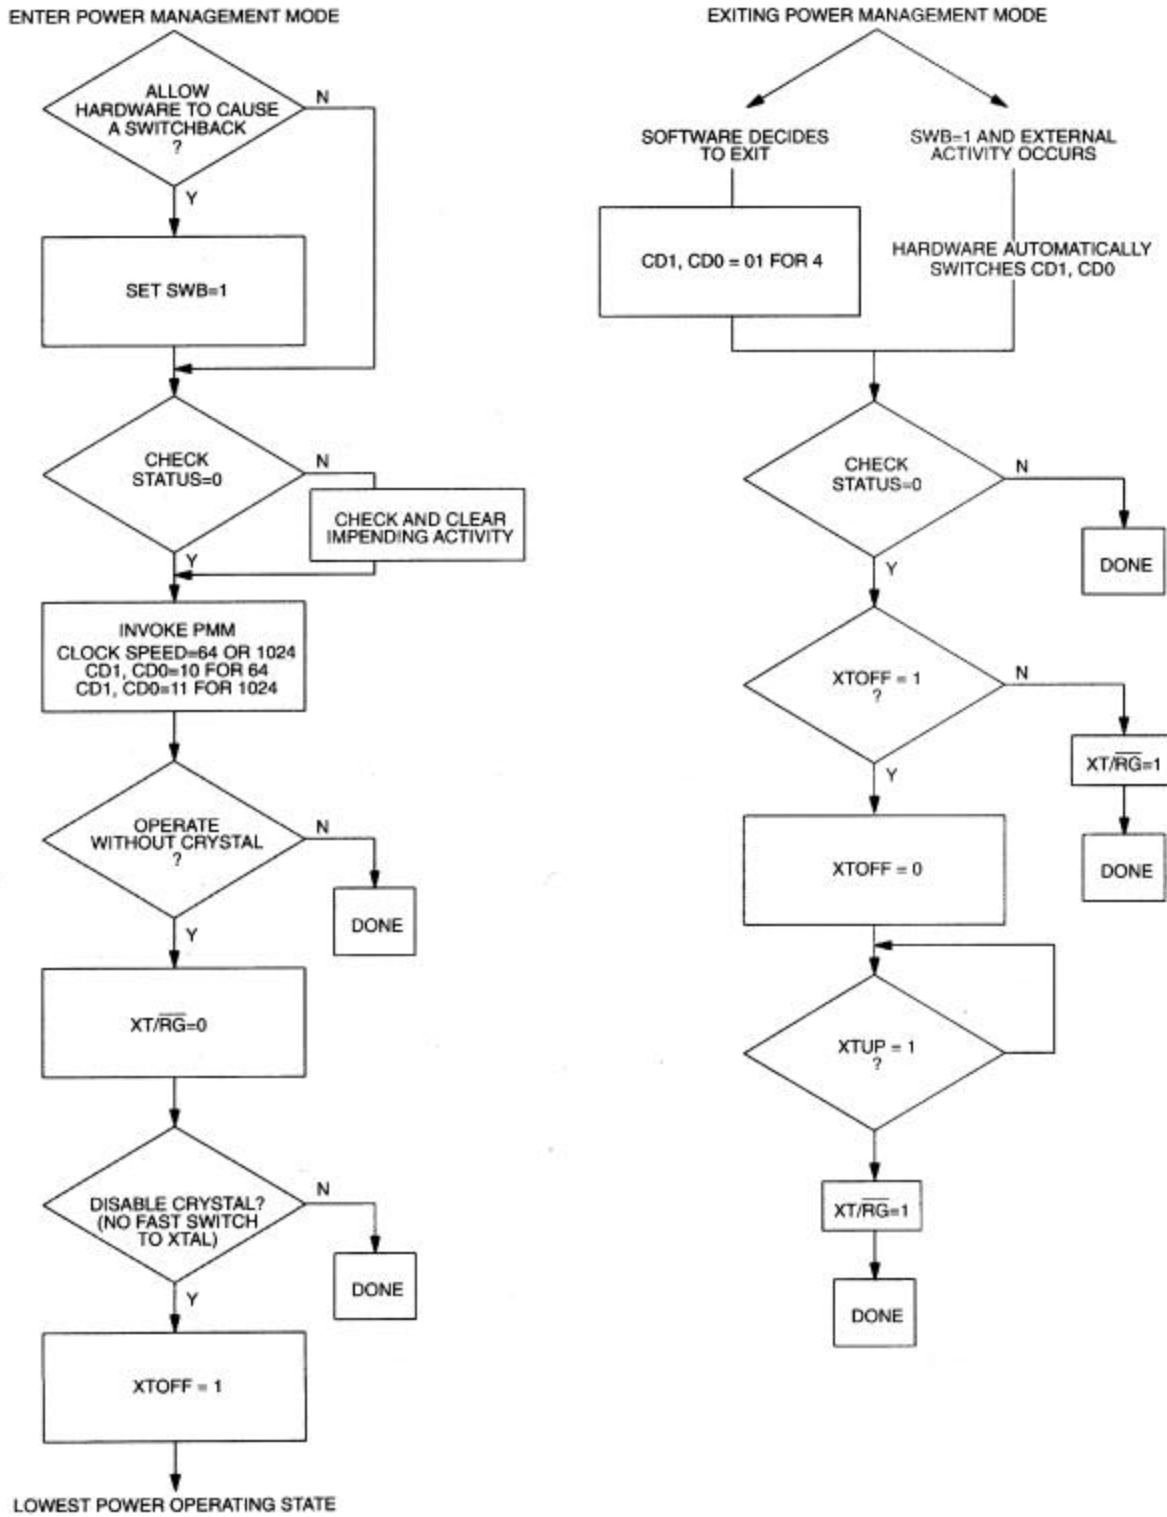 ENTER POWER MANAGEMENT MODE
ALLOW
HARDWARE TO CAUSE
A SWITCHBACK
?
N
Y
SET SWB=1
CHECK
STATUS=0
N
CHECK AND CLEAR
IMPENDING ACTIVITY
Y
INVOKE PMM
CLOCK SPEED=64 OR 1024
CD1, CD0=10 FOR 64
CD1, CD0=11 FOR 1024
OPERATE
WITHOUT CRYSTAL
?
N
DONE
Y
XT/R̅G̅=0
DISABLE CRYSTAL?
(NO FAST SWITCH
TO XTAL)
N
DONE
Y
XTOFF = 1
LOWEST POWER OPERATING STATE
EXITING POWER MANAGEMENT MODE
SOFTWARE DECIDES
TO EXIT
SWB=1 AND EXTERNAL
ACTIVITY OCCURS
CD1, CD0 = 01 FOR 4
HARDWARE AUTOMATICALLY
SWITCHES CD1, CD0
CHECK
STATUS=0
N
DONE
Y
XTOFF = 1
?
N
XT/R̅G̅=1
DONE
Y
XTOFF = 0
XTUP = 1
?
XT/R̅G̅=1
DONE